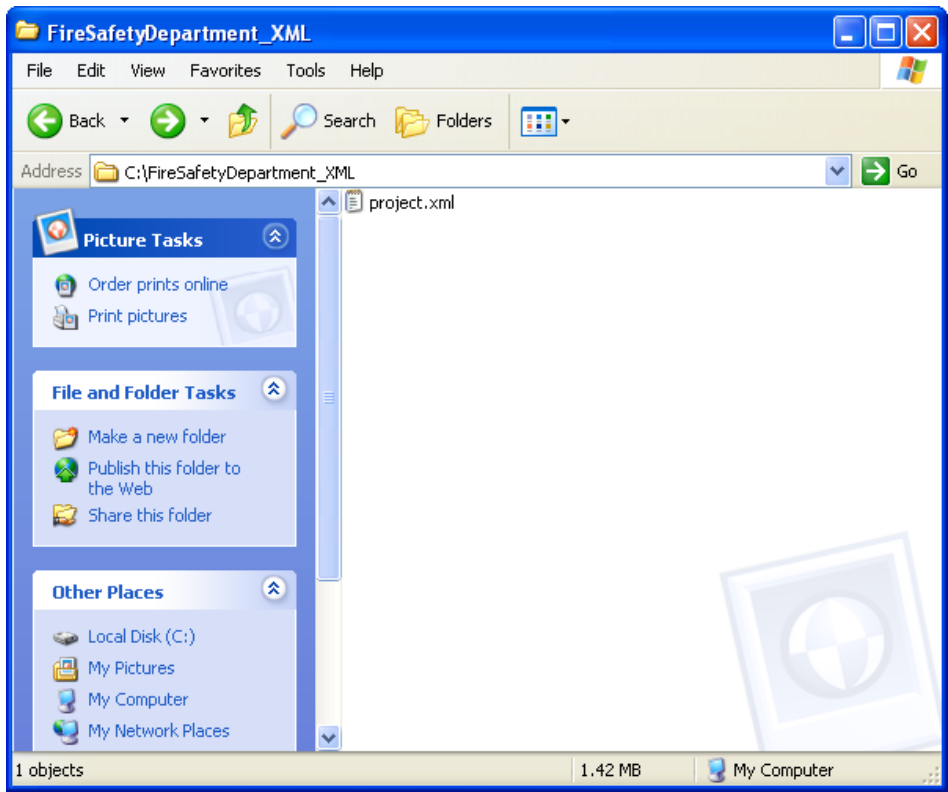 FireSafetyDepartment_XML
File Edit View Favorites Tools Help
Back Search Folders
Address C:\FireSafetyDepartment_XML Go
project.xml
Picture Tasks
Order prints online
Print pictures
File and Folder Tasks
Make a new folder
Publish this folder to
the Web
Share this folder
Other Places
Local Disk (C:)
My Pictures
My Computer
My Network Places
1 objects 1.42 MB My Computer